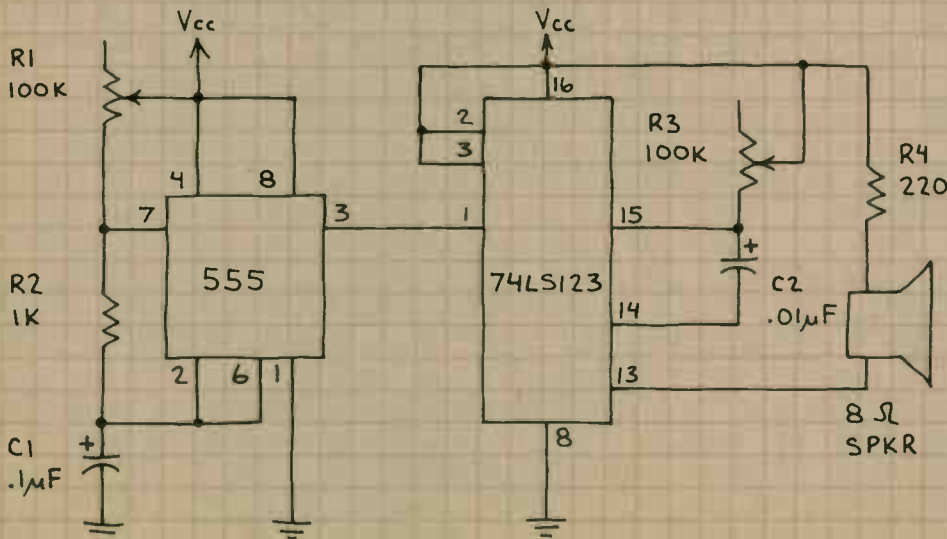 Vcc
Vcc
R1
100K
16
2
3
R3
100K
R4
220
4
8
7
3
1
15
R2
1K
555
74LS123
C2
.01µF
14
2
6
1
13
+
+
8
8 Ω
SPKR
C1
.1µF